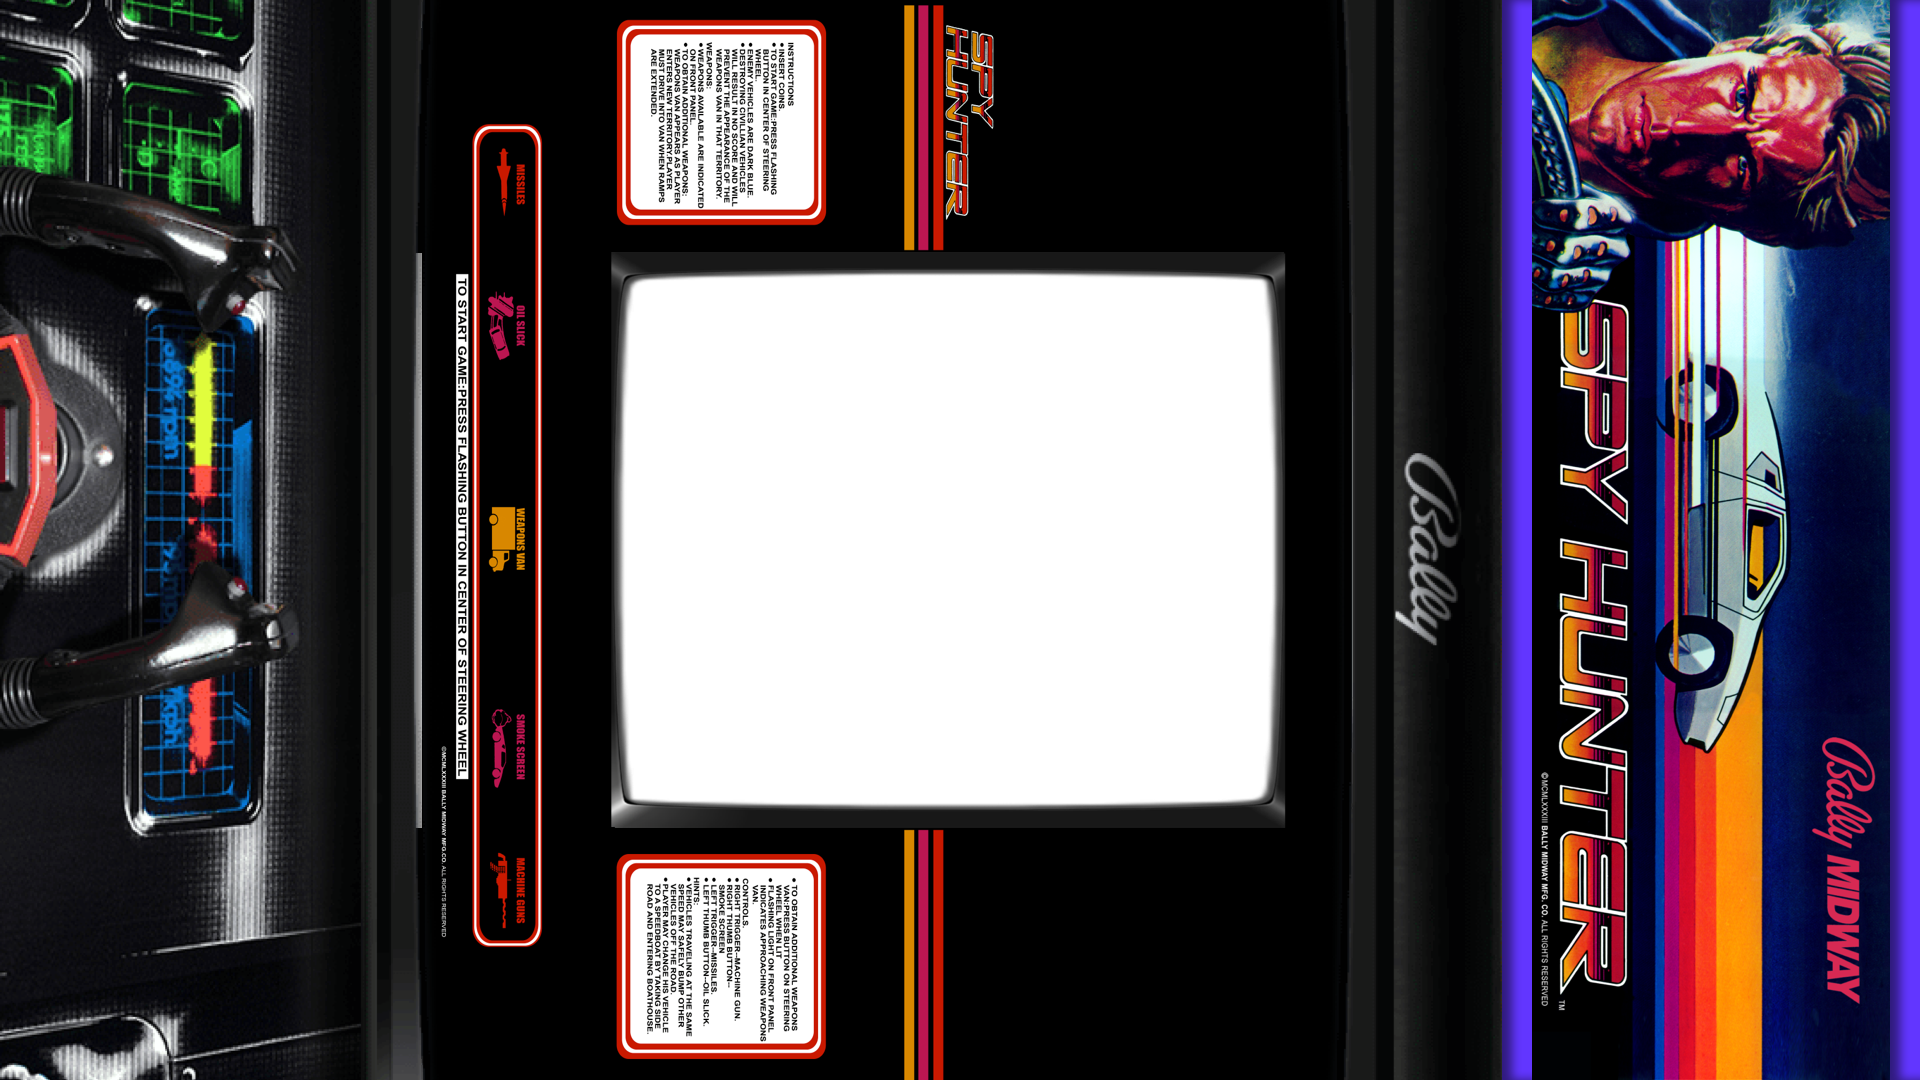 SPY HUNTER
™
Bally MIDWAY
©MCMLXXXIII BALLY MIDWAY MFG. CO. ALL RIGHTS RESERVED
Bally
SPY
HUNTER
INSTRUCTIONS
• INSERT COINS.
• TO START GAME:PRESS FLASHING
BUTTON IN CENTER OF STEERING
WHEEL.
• ENEMY VEHICLES ARE DARK BLUE.
• DESTROYING CIVILLIAN VEHICLES
WILL RESULT IN NO SCORE AND WILL
PREVENT THE APPEARANCE OF THE
WEAPONS VAN IN THAT TERRITORY.
WEAPONS:
• WEAPONS AVAILABLE ARE INDICATED
ON FRONT PANEL.
• TO OBTAIN ADDITIONAL WEAPONS:
WEAPONS VAN APPEARS AS PLAYER
ENTERS NEW TERRITORY.PLAYER
MUST DRIVE INTO VAN WHEN RAMPS
ARE EXTENDED.
• TO OBTAIN ADDITIONAL WEAPONS
VAN:PRESS BUTTON ON STEERING
WHEEL WHEN LIT
• FLASHING LIGHT ON FRONT PANEL
INDICATES APPROACHING WEAPONS
VAN.
CONTROLS.
• RIGHT TRIGGER–MACHINE GUN.
• RIGHT THUMB BUTTON–
SMOKE SCREEN
• LEFT TRIGGER–MISSILES.
• LEFT THUMB BUTTON–OIL SLICK.
HINTS:
• VEHICLES TRAVELING AT THE SAME
SPEED MAY SAFELY BUMP OTHER
VEHICLES OFF THE ROAD.
• PLAYER MAY CHANGE HIS VEHICLE
TO A SPEEDBOAT BY TAKING SIDE
ROAD AND ENTERING BOATHOUSE.
MISSILES
OIL SLICK
WEAPONS VAN
SMOKE SCREEN
MACHINE GUNS
TO START GAME:PRESS FLASHING BUTTON IN CENTER OF STEERING WHEEL
©MCMLXXXIII BALLY MIDWAY MFG.CO. ALL RIGHTS RESERVED